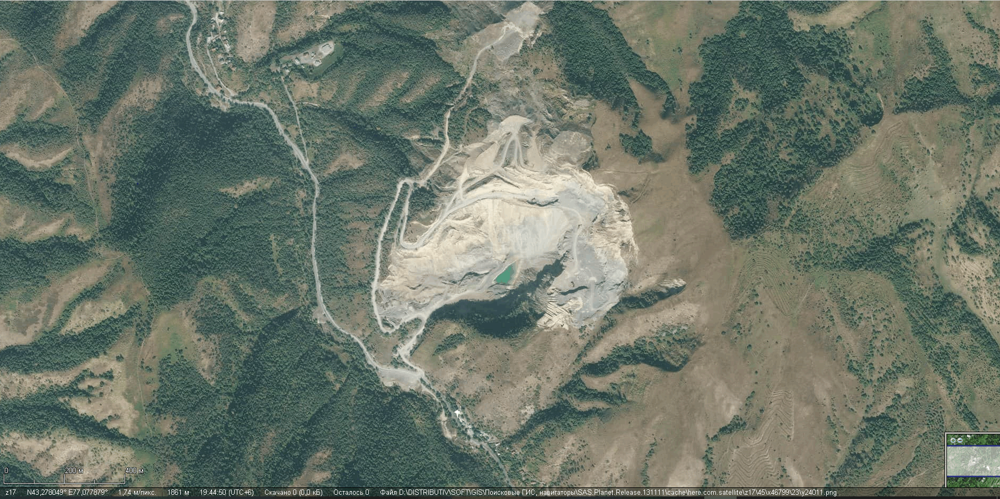 0 200 м 400 м
z17 N43,278049° E77,077879° 1,74 м/пикс. 1861 м 19:44:50 (UTC+6) Скачано 0 (0,0 кБ) Осталось 0 Файл D:\DISTRIBUTIV\SOFT\GIS\Поисковые ГИС, навигаторы\SAS.Planet.Release.131111\cache\here.com.satellite\z17\45\x46799\23\y24011.png